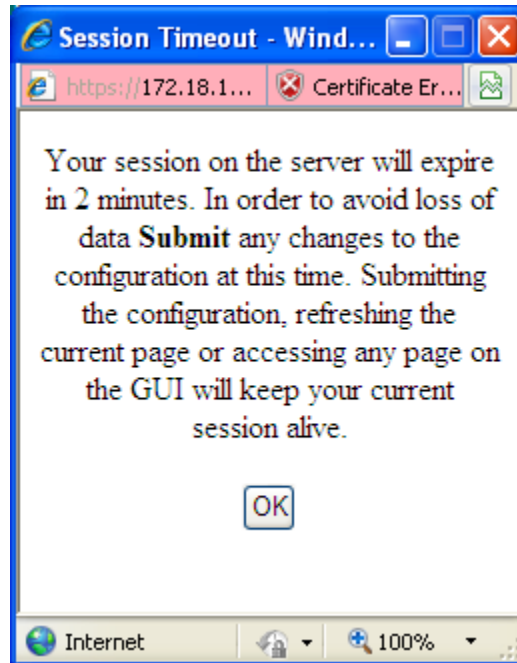 Session Timeout - Wind...
https://172.18.1... Certificate Er...
Your session on the server will expire
in 2 minutes. In order to avoid loss of
data Submit any changes to the
configuration at this time. Submitting
the configuration, refreshing the
current page or accessing any page on
the GUI will keep your current
session alive.
OK
Internet 100%